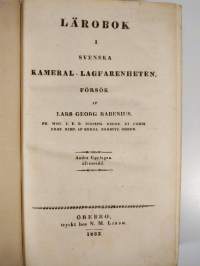 LÄROBOK
I
SVENSKA
KAMERAL-LAGFARENHETEN.
FÖRSÖK
AF
LARS GEORG RABENIUS.
Andra Upplagan
ÖREBRO,
tryckt hos N. M. LINDH.